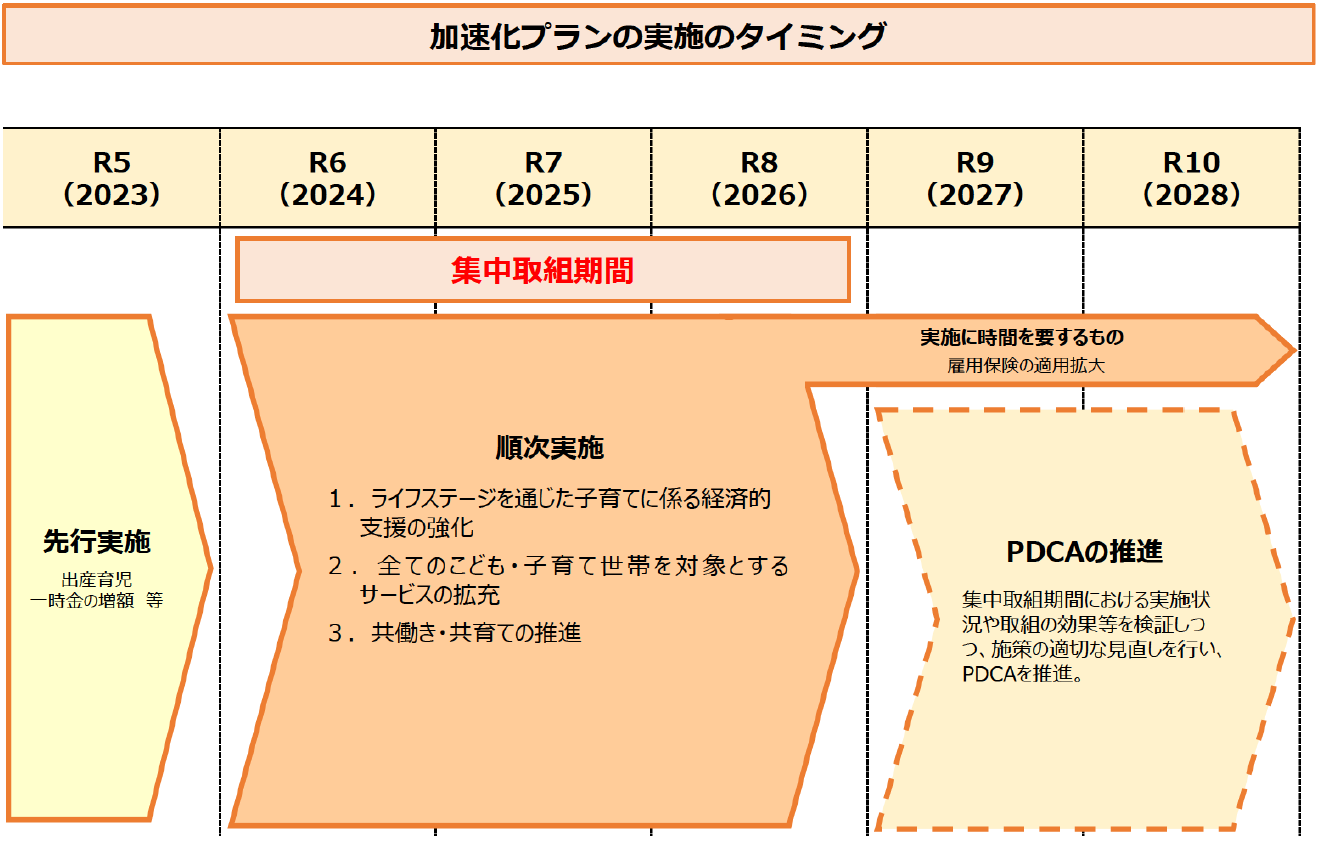 加速化プランの実施のタイミング
R5
(2023)
R6
(2024)
R7
(2025)
R8
(2026)
R9
(2027)
R10
(2028)
集中取組期間
実施に時間を要するもの
雇用保険の適用拡大
先行実施
出産育児
一時金の増額 等
順次実施
1．ライフステージを通じた子育てに係る経済的
支援の強化
2．全てのこども・子育て世帯を対象とする
サービスの拡充
3．共働き・共育ての推進
PDCAの推進
集中取組期間における実施状
況や取組の効果等を検証しつ
つ、施策の適切な見直しを行い、
PDCAを推進。